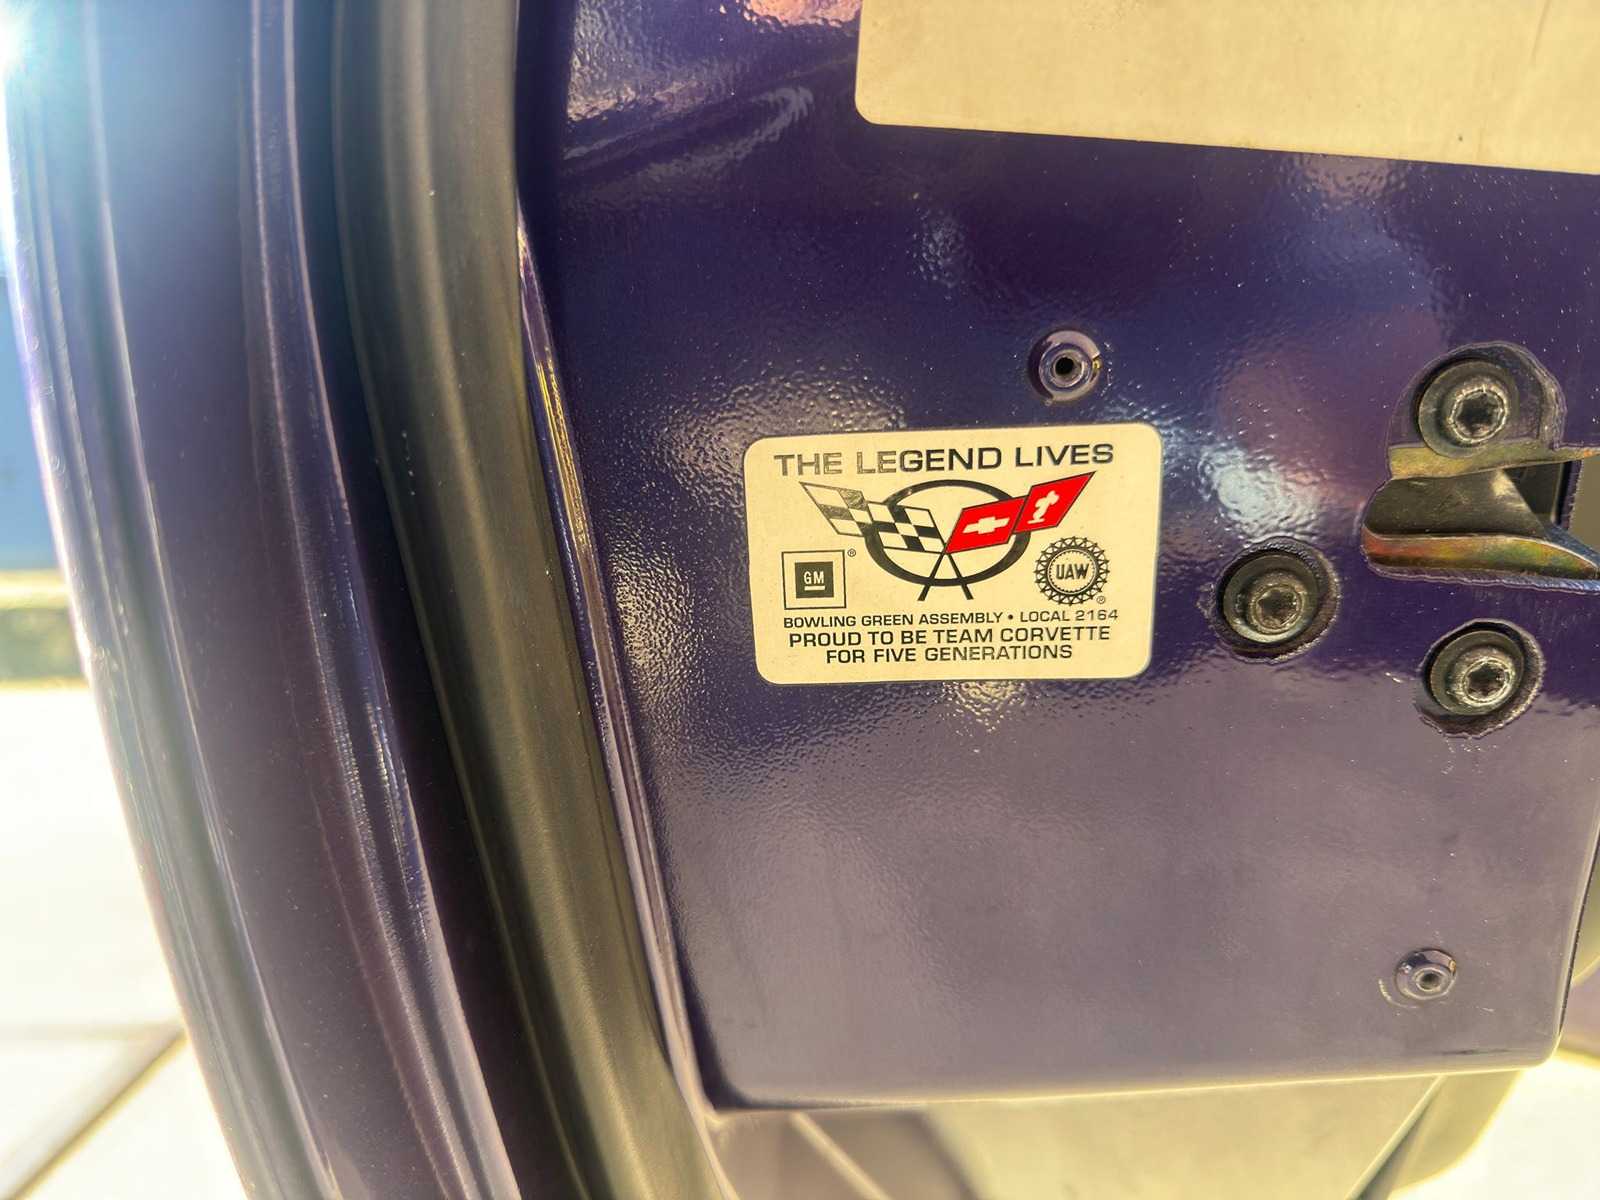 THE LEGEND LIVES
GM ®
UAW ®
BOWLING GREEN ASSEMBLY • LOCAL 2164
PROUD TO BE TEAM CORVETTE
FOR FIVE GENERATIONS